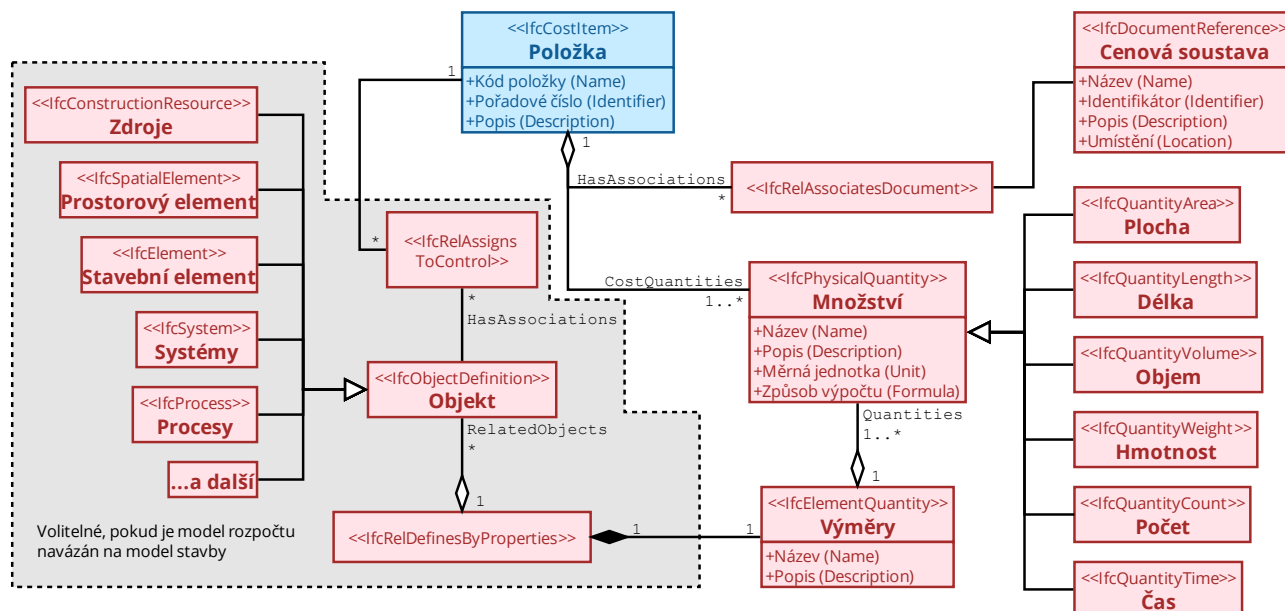 <<IfcCostItem>>
Položka
+Kód položky (Name)
+Pořadové číslo (Identifier)
+Popis (Description)
<<IfcDocumentReference>>
Cenová soustava
+Název (Name)
+Identifikátor (Identifier)
+Popis (Description)
+Umístění (Location)
1
1
<<IfcConstructionResource>>
Zdroje
<<IfcSpatialElement>>
Prostorový element
<<IfcElement>>
Stavební element
<<IfcSystem>>
Systémy
<<IfcProcess>>
Procesy
...a další
Volitelné, pokud je model rozpočtu
navázán na model stavby
*
<<IfcRelAssigns
ToControl>>
*
HasAssociations
<<IfcObjectDefinition>>
Objekt
RelatedObjects
*
1
<<IfcRelDefinesByProperties>>
1
1
HasAssociations
*
<<IfcRelAssociatesDocument>>
CostQuantities
1..*
<<IfcPhysicalQuantity>>
Množství
+Název (Name)
+Popis (Description)
+Měrná jednotka (Unit)
+Způsob výpočtu (Formula)
Quantities
1..*
1
<<IfcElementQuantity>>
Výměry
+Název (Name)
+Popis (Description)
<<IfcQuantityArea>>
Plocha
<<IfcQuantityLength>>
Délka
<<IfcQuantityVolume>>
Objem
<<IfcQuantityWeight>>
Hmotnost
<<IfcQuantityCount>>
Počet
<<IfcQuantityTime>>
Čas